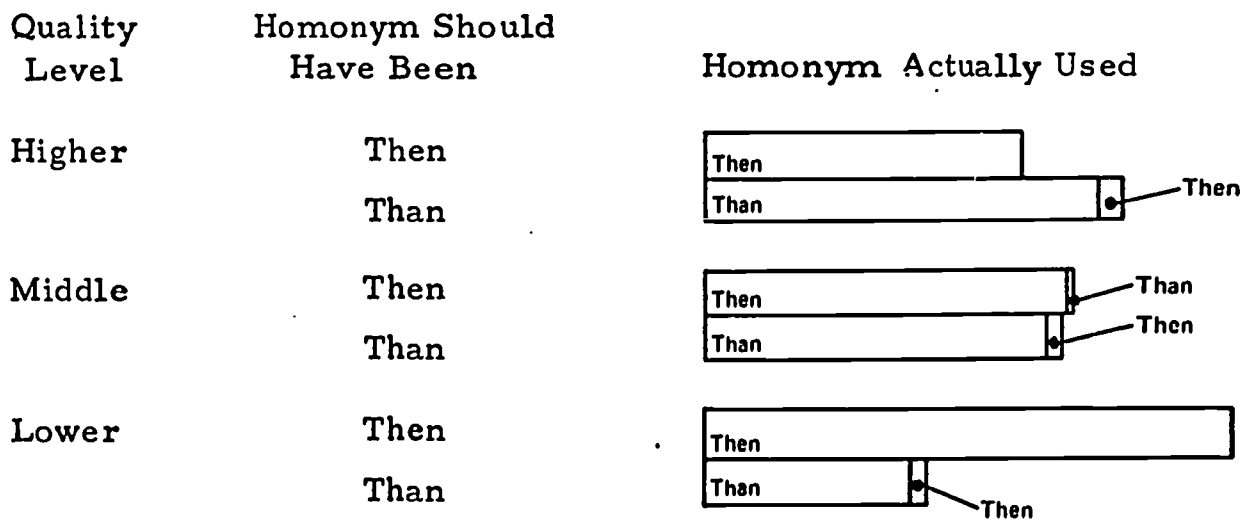 Quality Homonym Should
Level Have Been Homonym Actually Used
Higher Then Then
Than Than Then
Middle Then Then Than
Than Than Then
Lower Then Then
Than Than Then